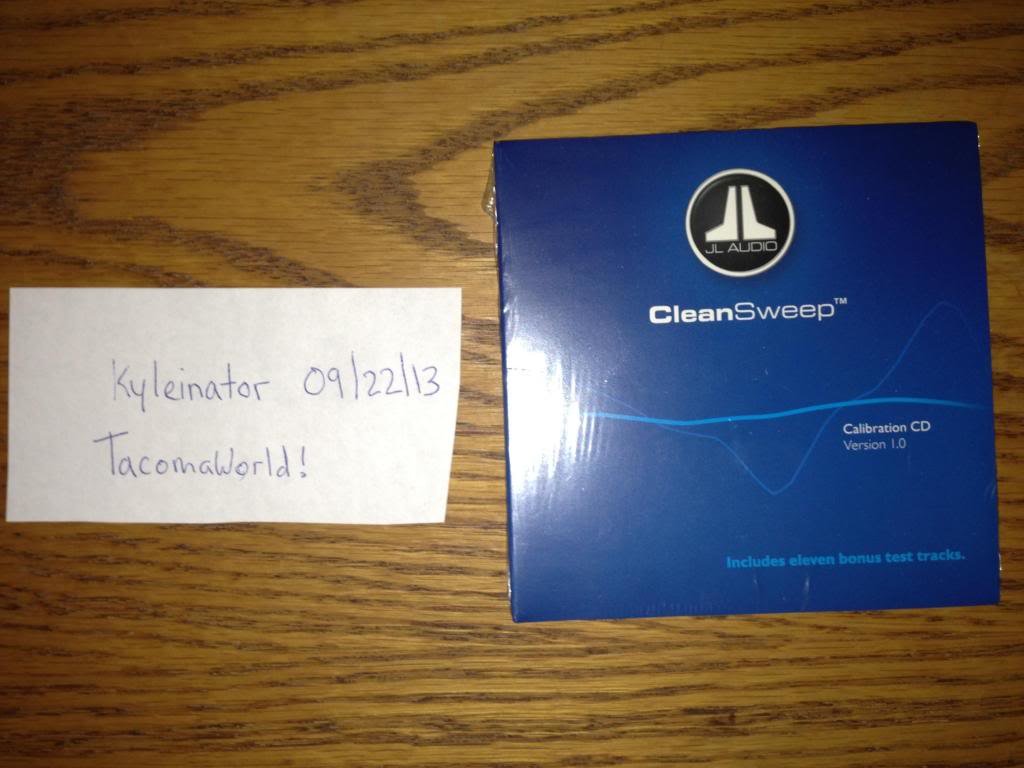 Kyleinator 09/22/13
TacomaWorld!
JL AUDIO
CleanSweep™
Calibration CD
Version 1.0
Includes eleven bonus test tracks.